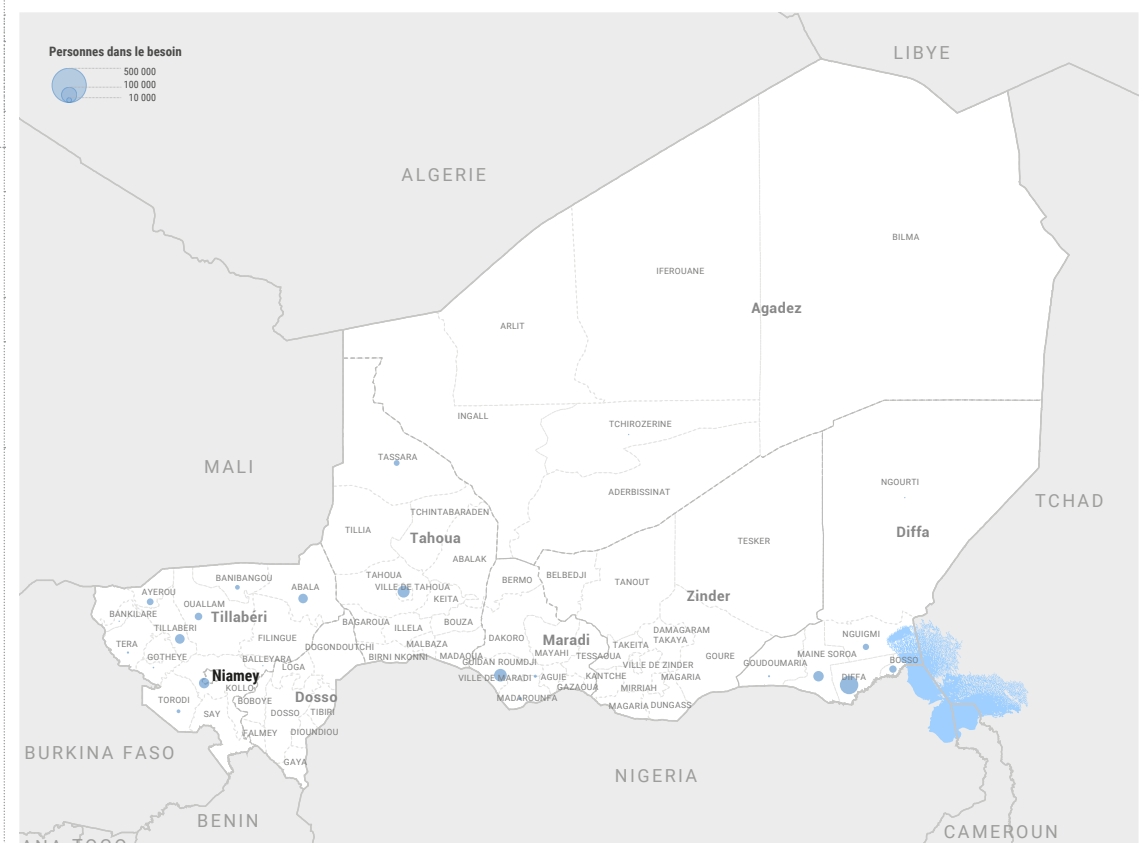 Personnes dans le besoin
500 000
100 000
10 000
LIBYE
ALGERIE
BILMA
IFEROUANE
Agadez
ARLIT
INGALL
TCHIROZERINE
MALI
TASSARA
NGOURTI
ADERBISSINAT
TCHAD
TCHINTABARADEN
TILLIA
Tahoua
Diffa
TESKER
ABALAK
TAHOUA
BELBEDJI
BERMO
TANOUT
BANIBANGOU
ABALA
VILLE DE TAHOUA
AYEROU
Zinder
KEITA
OUALLAM
BANKILARE
Tillabéri
BAGAROUA
ILLELA
BOUZA
TILLABERI
DAMAGARAM
TAKAYA
NGUIGMI
FILINGUE
DAKORO
Maradi
TERA
DOGONDOUTCHI
MALBAZA
TAKEITA
MAYAHI
MAINE SOROA
GOTHEYE
BALLEYARA
BIRNI NKONNI
MADAOUA
TESSAOUA
GOURE
GUIDAN ROUMDJI
VILLE DE ZINDER
GOUDOUMARIA
BOSSO
LOGA
Niamey
VILLE DE MARADI
AGUIE
KANTCHE
MAGARIA
DIFFA
KOLLO
GAZAOUA
MIRRIAH
TORODI
BOBOYE
Dosso
MADAROUNFA
MAGARIA
DUNGASS
SAY
DOSSO
TIBIRI
FALMEY
DIOUNDIOU
BURKINA FASO
GAYA
NIGERIA
BENIN
CAMEROUN